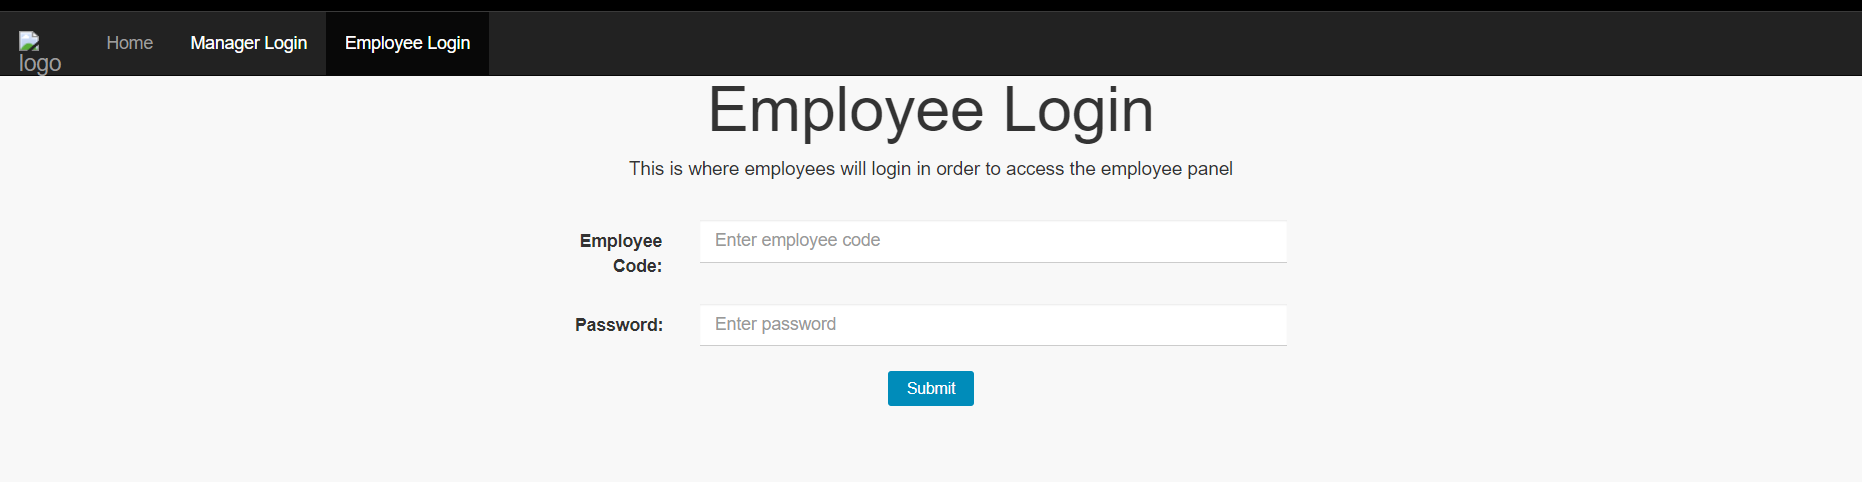 logo
Home Manager Login Employee Login
Employee Login
This is where employees will login in order to access the employee panel
Employee Code:
Enter employee code
Password:
Enter password
Submit